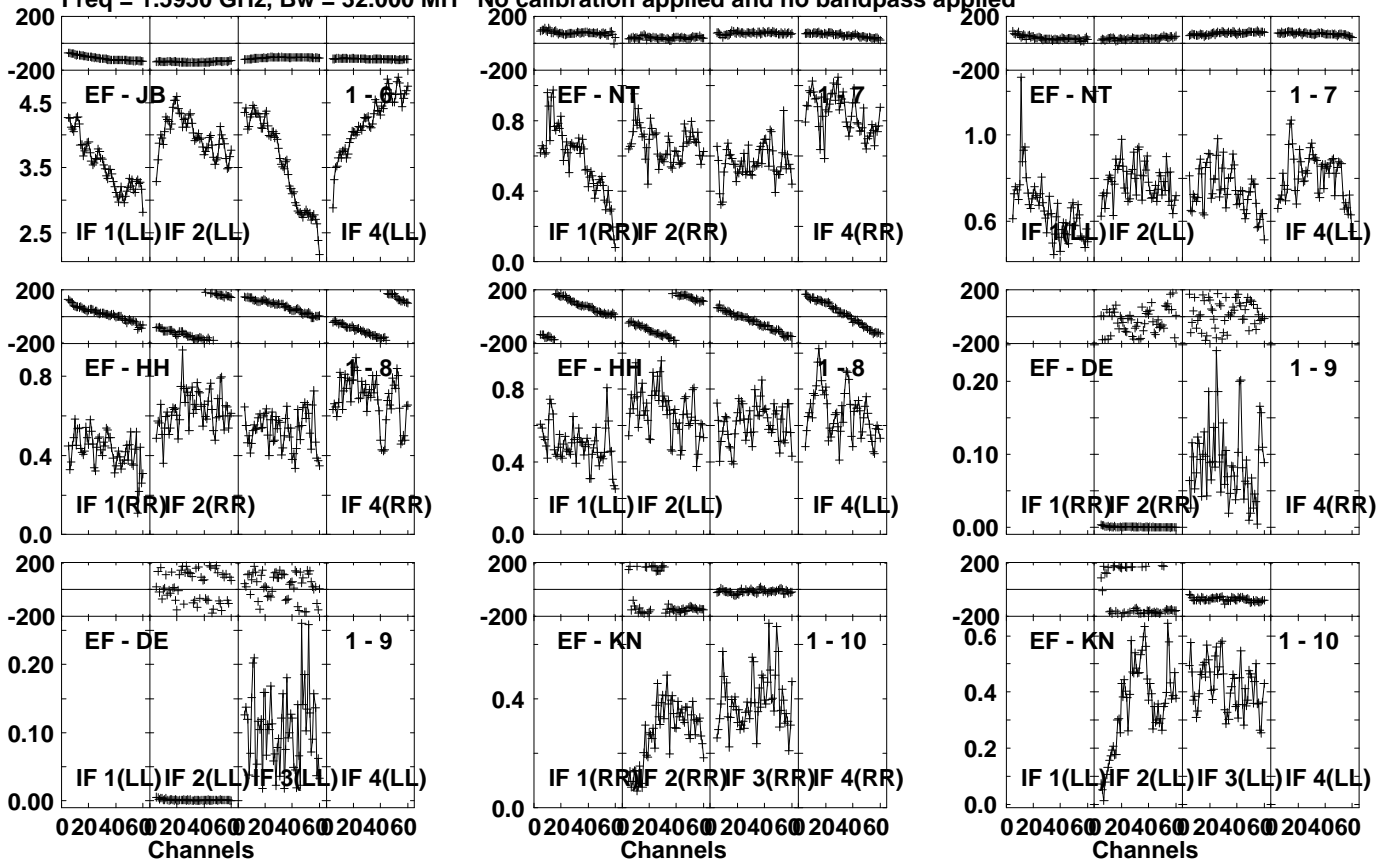 Freq = 1.5950 GHz, Bw = 32.000 MH No calibration applied and no bandpass applied
200
-200
EF - JB 1 - 6
4.5
3.5
2.5
IF 1(LL) IF 2(LL) IF 4(LL)
200
-200
EF - NT 1 - 7
0.8
0.4
0.0
IF 1(RR) IF 2(RR) IF 4(RR)
200
-200
EF - NT 1 - 7
1.0
0.6
IF 1(LL) IF 2(LL) IF 4(LL)
200
-200
EF - HH 1 - 8
0.8
0.4
0.0
IF 1(RR) IF 2(RR) IF 4(RR)
200
-200
EF - HH 1 - 8
0.8
0.4
0.0
IF 1(LL) IF 2(LL) IF 4(LL)
200
-200
EF - DE 1 - 9
0.20
0.10
0.00
IF 1(RR) IF 2(RR) IF 4(RR)
200
-200
EF - DE 1 - 9
0.20
0.10
0.00
IF 1(LL) IF 2(LL) IF 3(LL) IF 4(LL)
0 20 40 60 0 20 40 60 0 20 40 60 0 20 40 60
Channels
200
-200
EF - KN 1 - 10
0.4
0.0
IF 1(RR) IF 2(RR) IF 3(RR) IF 4(RR)
0 20 40 60 0 20 40 60 0 20 40 60 0 20 40 60
Channels
200
-200
EF - KN 1 - 10
0.6
0.4
0.2
0.0
IF 1(LL) IF 2(LL) IF 3(LL) IF 4(LL)
0 20 40 60 0 20 40 60 0 20 40 60 0 20 40 60
Channels